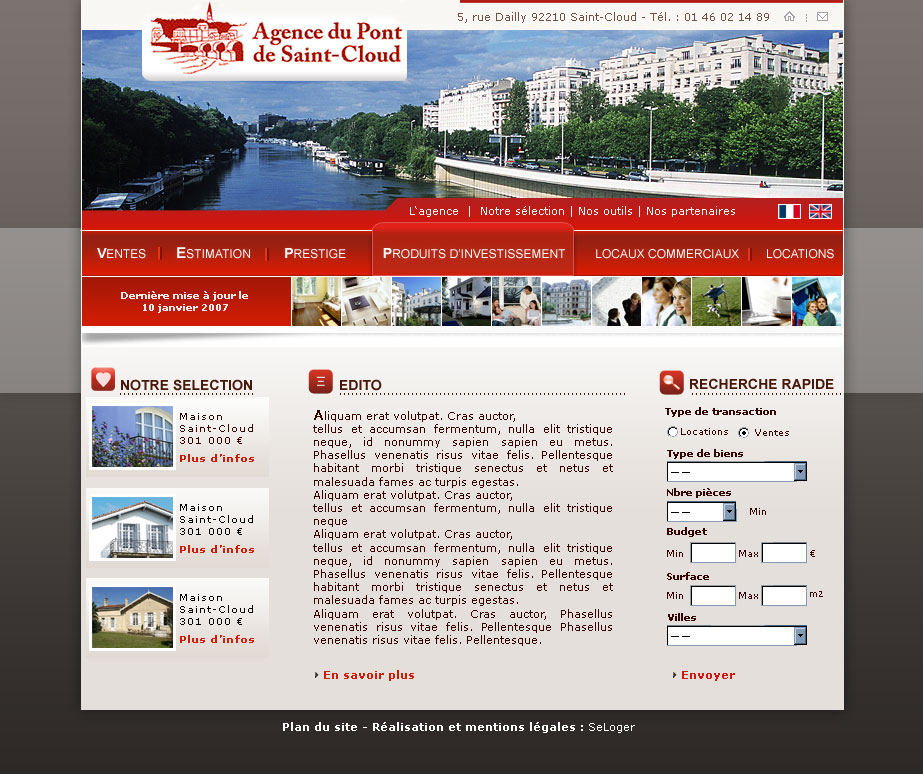 5, rue Dailly 92210 Saint-Cloud - Tél. : 01 46 02 14 89
Agence du Pont
de Saint-Cloud
L'agence | Notre sélection | Nos outils | Nos partenaires
VENTES | ESTIMATION | PRESTIGE PRODUITS D'INVESTISSEMENT LOCAUX COMMERCIAUX | LOCATIONS
Dernière mise à jour le
10 janvier 2007
NOTRE SELECTION
Maison
Saint-Cloud
301 000 €
Plus d'infos
Maison
Saint-Cloud
301 000 €
Plus d'infos
Maison
Saint-Cloud
301 000 €
Plus d'infos
EDITO
Aliquam erat volutpat. Cras auctor,
tellus et accumsan fermentum, nulla elit tristique
neque, id nonummy sapien sapien eu metus.
Phasellus venenatis risus vitae felis. Pellentesque
habitant morbi tristique senectus et netus et
malesuada fames ac turpis egestas.
Aliquam erat volutpat. Cras auctor,
tellus et accumsan fermentum, nulla elit tristique
neque
Aliquam erat volutpat. Cras auctor,
tellus et accumsan fermentum, nulla elit tristique
neque, id nonummy sapien sapien eu metus.
Phasellus venenatis risus vitae felis. Pellentesque
habitant morbi tristique senectus et netus et
malesuada fames ac turpis egestas.
Aliquam erat volutpat. Cras auctor, Phasellus
venenatis risus vitae felis. Pellentesque Phasellus
venenatis risus vitae felis. Pellentesque.
En savoir plus
RECHERCHE RAPIDE
Type de transaction
Locations Ventes
Type de biens
--
Nbre pièces
-- Min
Budget
Min Max €
Surface
Min Max m2
Villes
--
Envoyer
Plan du site - Réalisation et mentions légales : SeLoger